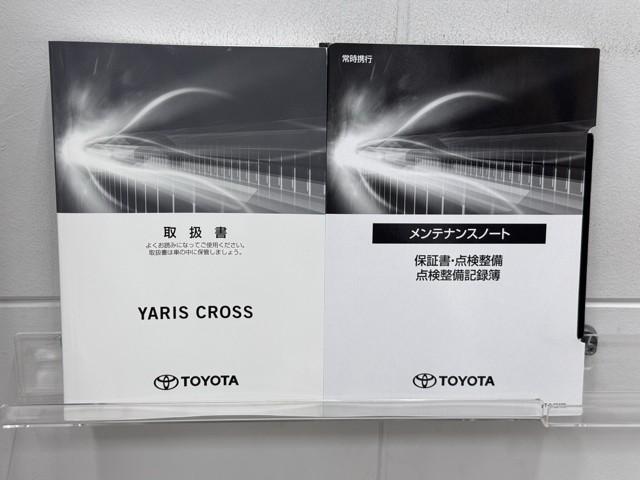 取扱書
よくお読みになってご使用ください。
取扱書は車の中に保管しましょう。
YARIS CROSS
TOYOTA
常時携行
メンテナンスノート
保証書・点検整備
点検整備記録簿
TOYOTA